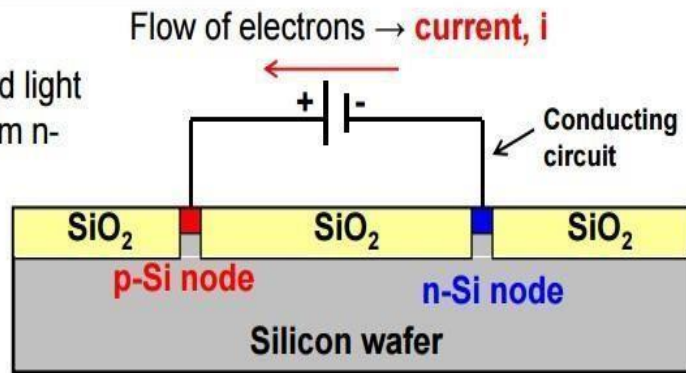 Flow of electrons → current, i
d light
m n-
+ -
Conducting
circuit
SiO₂ SiO₂ SiO₂
p-Si node
n-Si node
Silicon wafer